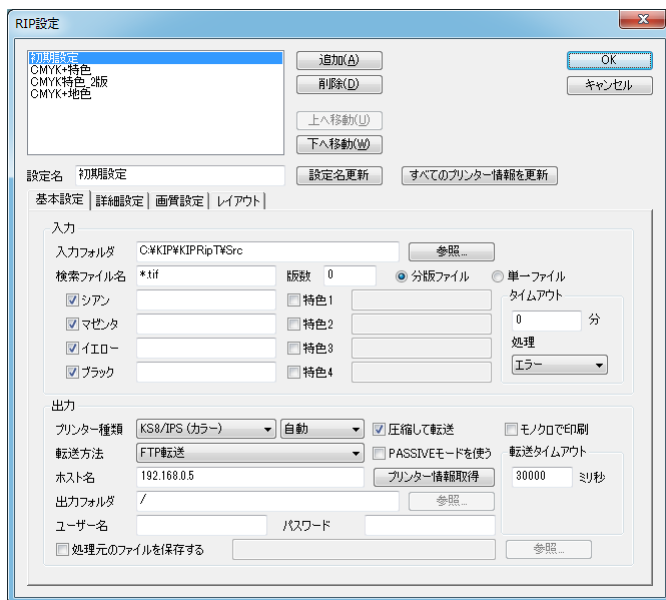 RIP設定
初期設定
CMYK+特色
CMYK特色_2版
CMYK+地色
追加(A)
削除(D)
上へ移動(U)
下へ移動(W)
OK
キャンセル
設定名 初期設定 設定名更新 すべてのプリンター情報を更新
基本設定 詳細設定 画質設定 レイアウト
入力
入力フォルダ C:¥KIP¥KIPRipT¥Src 参照...
検索ファイル名 *.tif 版数 0 分版ファイル 単一ファイル
シアン 特色1 タイムアウト
マゼンタ 特色2 0 分
イエロー 特色3 処理
ブラック 特色4 エラー
出力
プリンター種類 KS8/IPS (カラー) 自動 圧縮して転送 モノクロで印刷
転送方法 FTP転送 PASSIVEモードを使う 転送タイムアウト
ホスト名 192.168.0.5 プリンター情報取得 30000 ミリ秒
出力フォルダ / 参照...
ユーザー名 パスワード
処理元のファイルを保存する 参照...